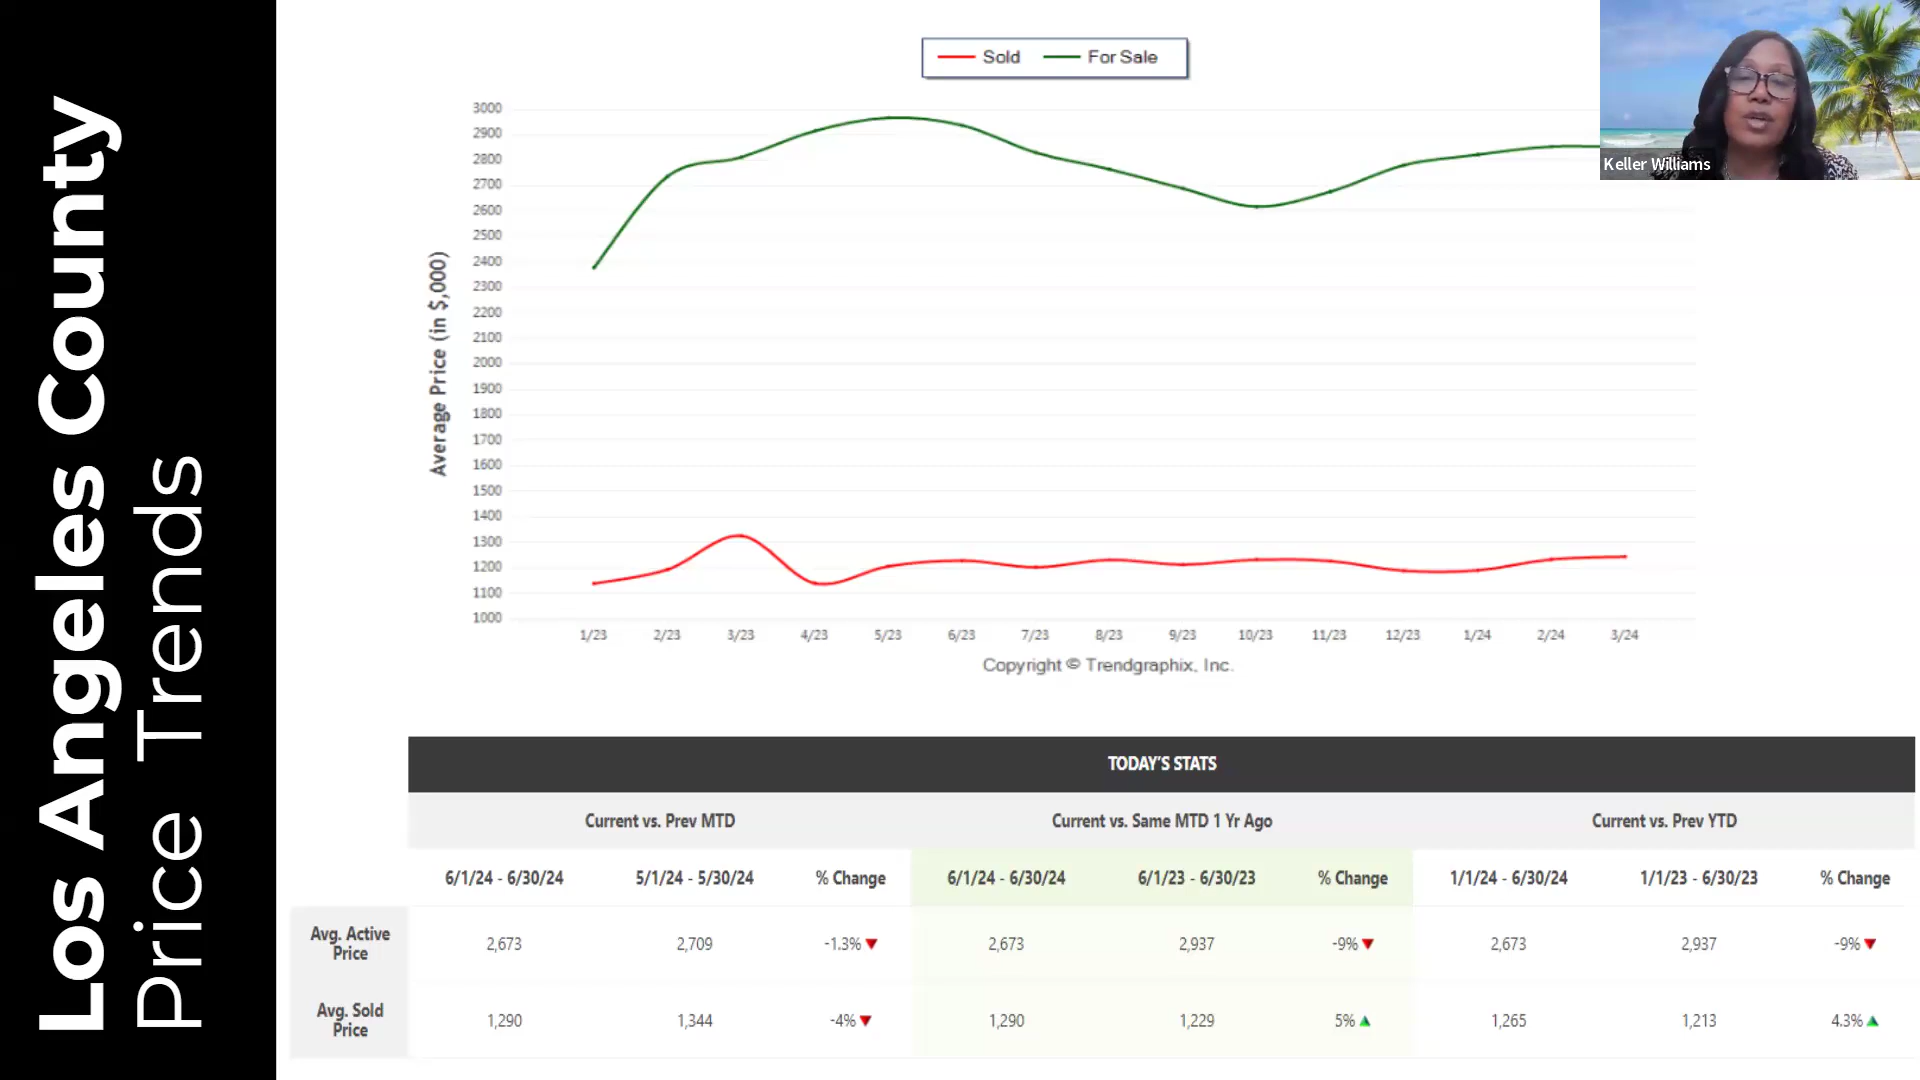 Los Angeles County
Price Trends
Sold For Sale
Keller Williams
Average Price (in $,000)
3000
2900
2800
2700
2600
2500
2400
2300
2200
2100
2000
1900
1800
1700
1600
1500
1400
1300
1200
1100
1000
1/23 2/23 3/23 4/23 5/23 6/23 7/23 8/23 9/23 10/23 11/23 12/23 1/24 2/24 3/24
Copyright © Trendgraphix, Inc.
TODAY'S STATS
Current vs. Prev MTD Current vs. Same MTD 1 Yr Ago Current vs. Prev YTD
6/1/24 - 6/30/24 5/1/24 - 5/30/24 % Change 6/1/24 - 6/30/24 6/1/23 - 6/30/23 % Change 1/1/24 - 6/30/24 1/1/23 - 6/30/23 % Change
Avg. Active
Price
2,673 2,709 -1.3% ▼ 2,673 2,937 -9% ▼ 2,673 2,937 -9% ▼
Avg. Sold
Price
1,290 1,344 -4% ▼ 1,290 1,229 5% ▲ 1,265 1,213 4.3% ▲